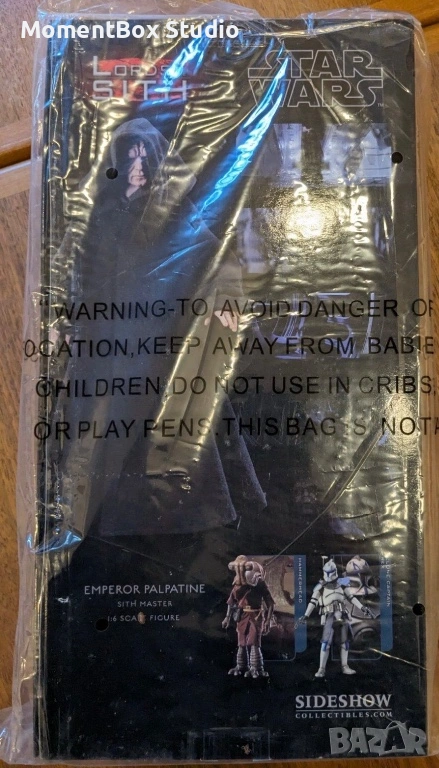 MomentBox Studio
LORDS OF
SITH
STAR
WARS
WARNING-TO AVOID DANGER OF
OCATION, KEEP AWAY FROM BABIE
CHILDREN, DO NOT USE IN CRIBS,
OR PLAY PENS. THIS BAG IS NOT
EMPEROR PALPATINE
SITH MASTER
1:6 SCALE FIGURE
HAMMERHEAD
SIDESHOW
COLLECTIBLES.COM
BAZAR